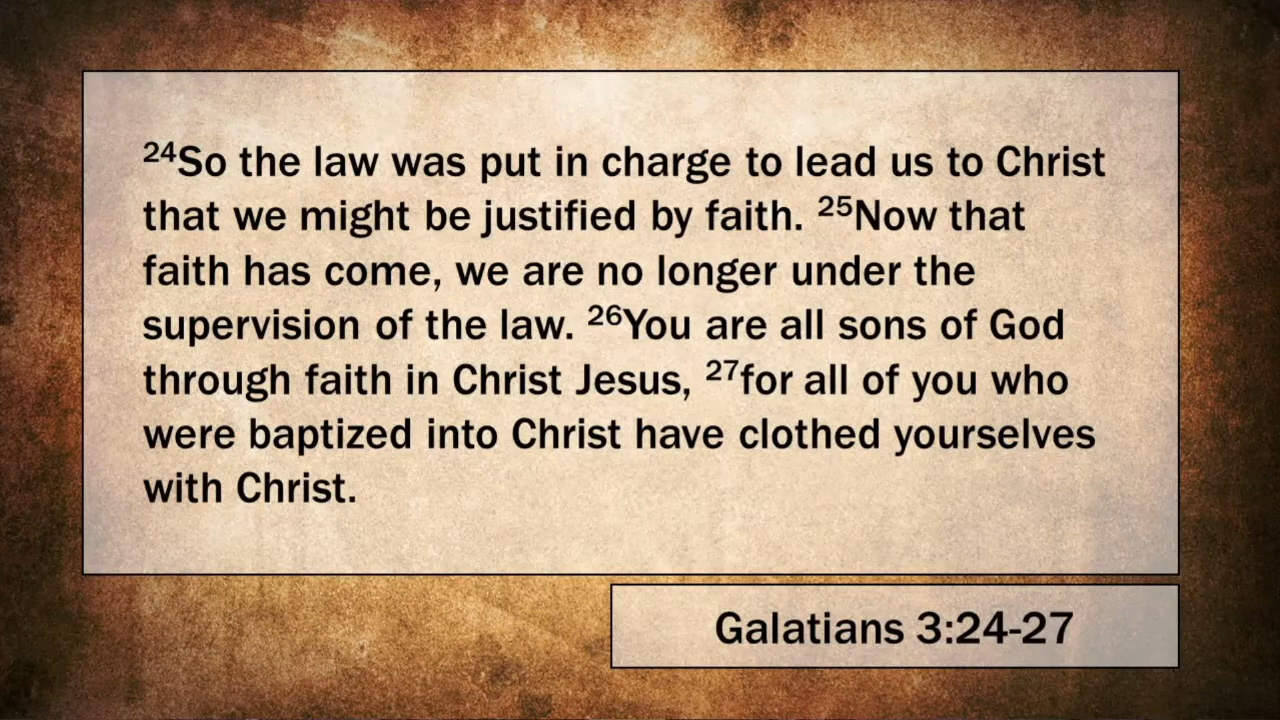 ²⁴So the law was put in charge to lead us to Christ
that we might be justified by faith. ²⁵Now that
faith has come, we are no longer under the
supervision of the law. ²⁶You are all sons of God
through faith in Christ Jesus, ²⁷for all of you who
were baptized into Christ have clothed yourselves
with Christ.
Galatians 3:24-27